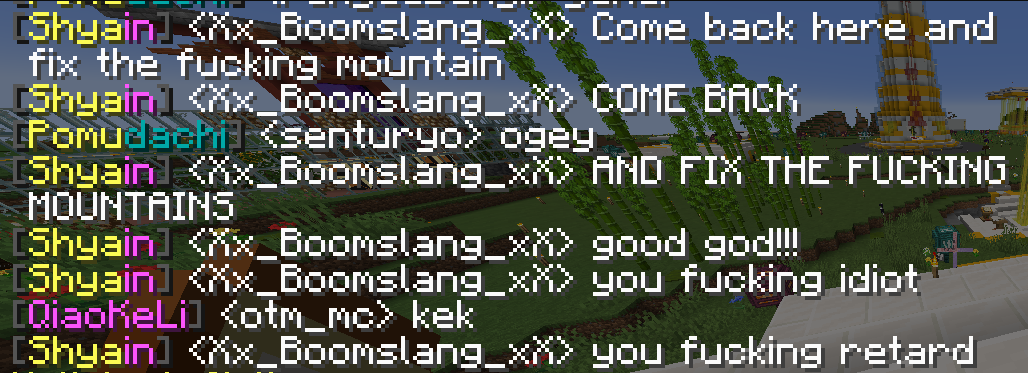 [Shyain] <Xx_Boomslang_xX> Come back here and
fix the fucking mountain
[Shyain] <Xx_Boomslang_xX> COME BACK
[Pomudachi] <senturyo> ogey
[Shyain] <Xx_Boomslang_xX> AND FIX THE FUCKING
MOUNTAINS
[Shyain] <Xx_Boomslang_xX> good god!!!
[Shyain] <Xx_Boomslang_xX> you fucking idiot
[QiaoKeLi] <otm_mc> kek
[Shyain] <Xx_Boomslang_xX> you fucking retard